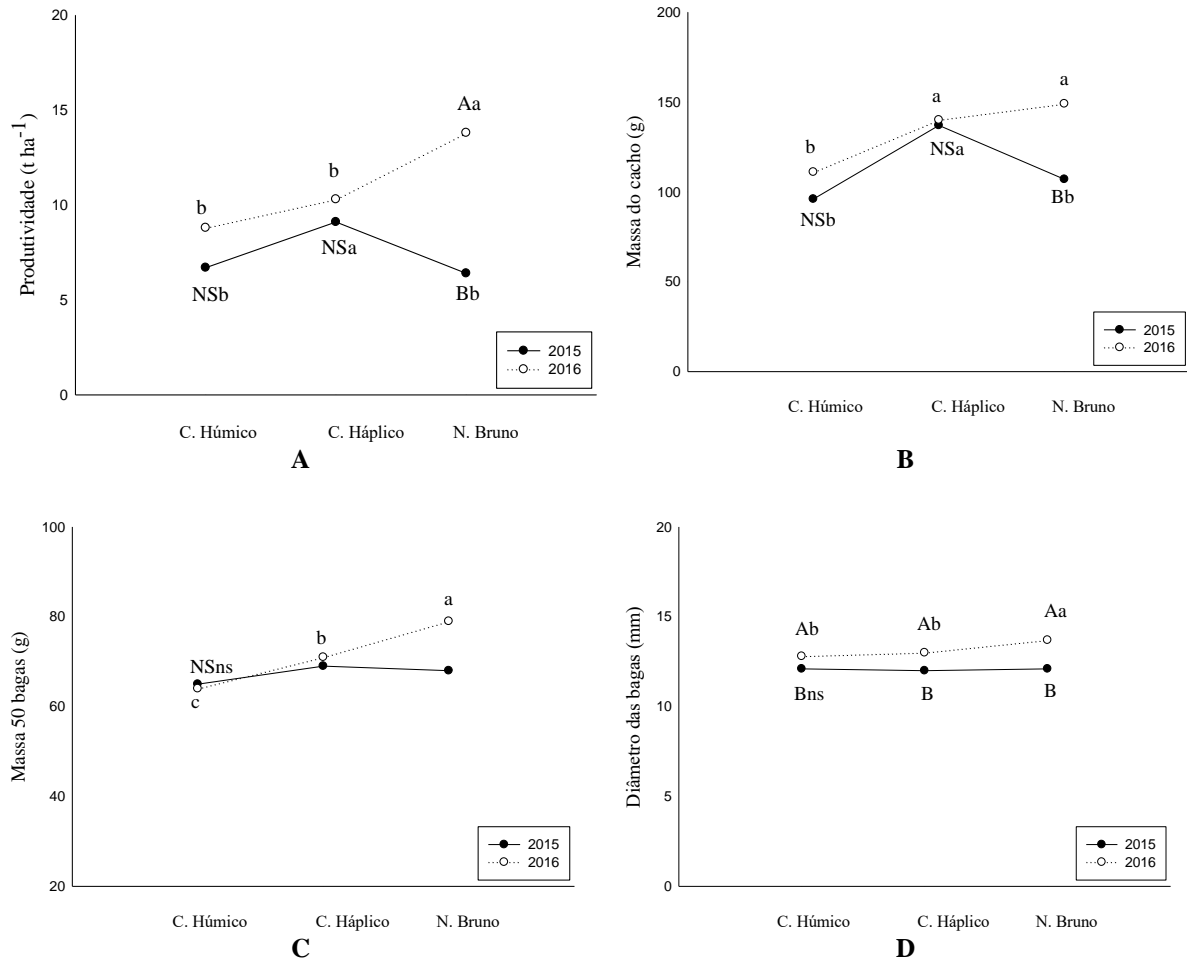 20
15
10
5
0
Produtividade (t ha-1)
Aa
b
b
NSb
NSa
Bb
2015
2016
C. Húmico C. Háplico N. Bruno
A
200
150
100
50
0
Massa do cacho (g)
a
a
b
NSa
NSb
Bb
2015
2016
C. Húmico C. Háplico N. Bruno
B
100
80
60
40
20
Massa 50 bagas (g)
a
b
NSns
c
2015
2016
C. Húmico C. Háplico N. Bruno
C
20
15
10
5
0
Diâmetro das bagas (mm)
Ab Ab Aa
Bns B B
2015
2016
C. Húmico C. Háplico N. Bruno
D